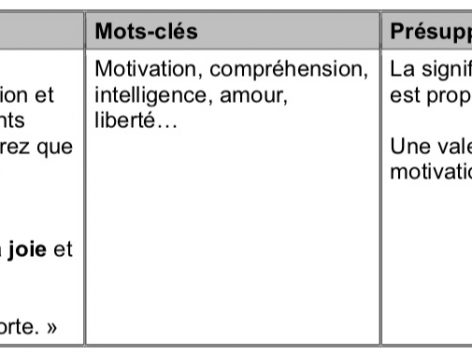 Mots-clés
Présupp
ion et
nts
rez que
joie et
orte. »
Motivation, compréhension,
intelligence, amour,
liberté…
La signif
est prop
Une vale
motivatio